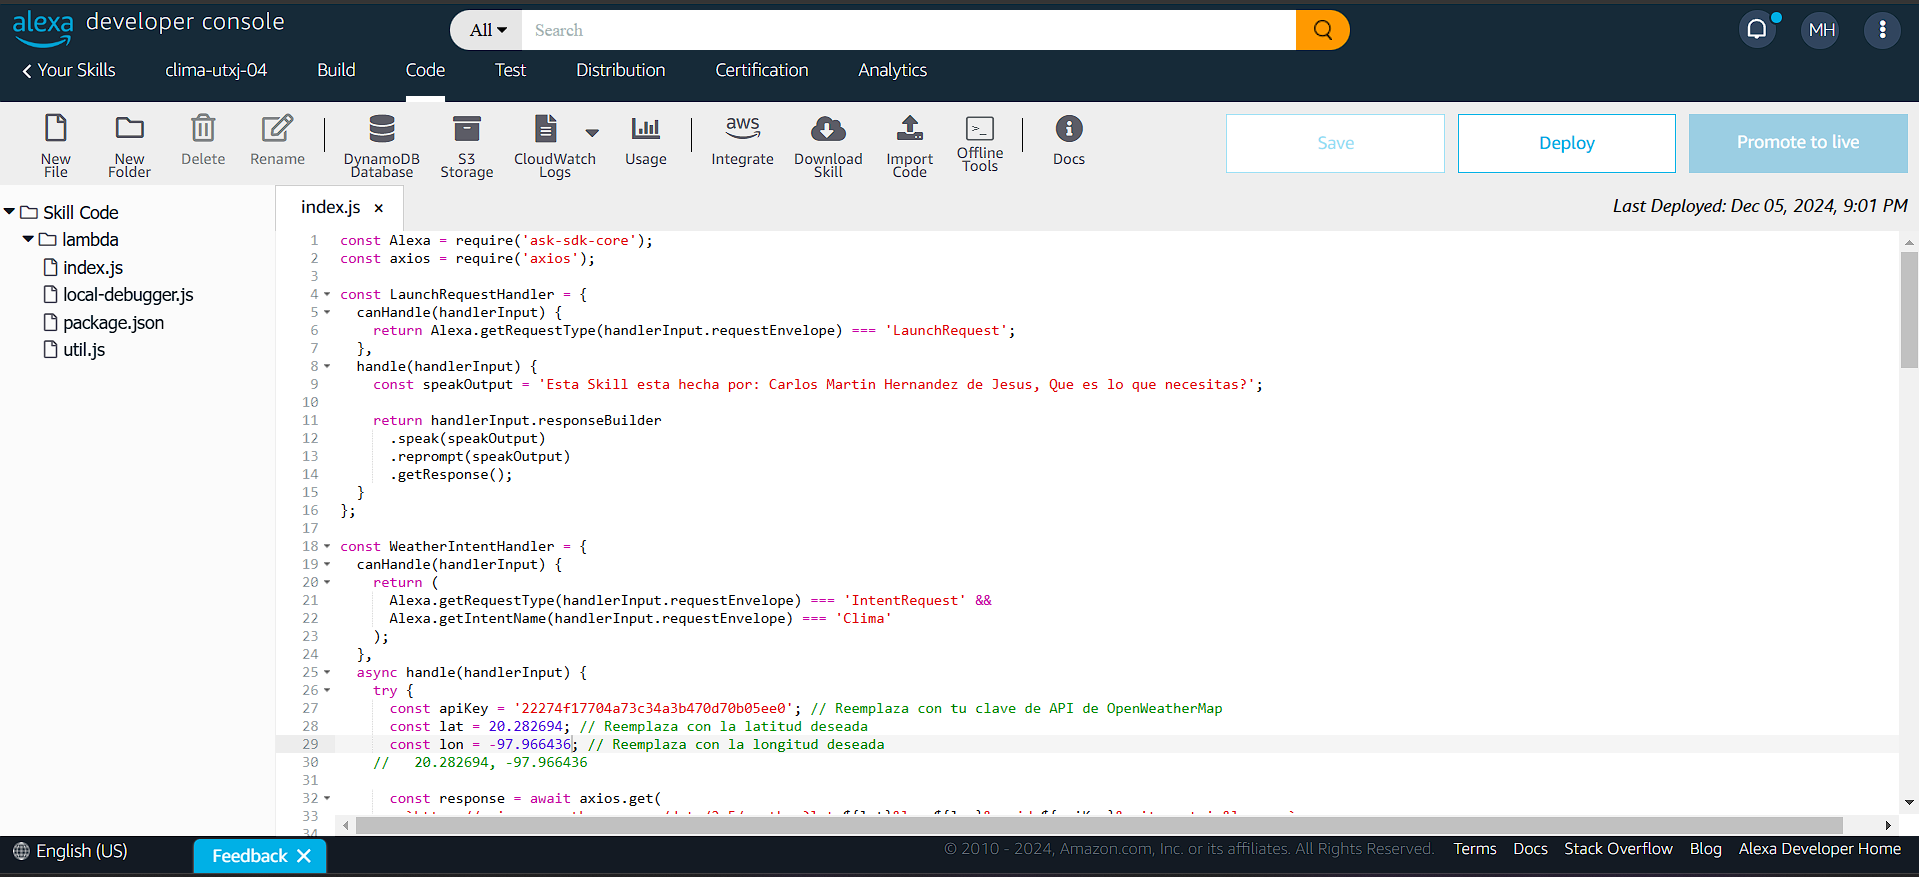 alexa developer console
All
Search
MH
Your Skills
clima-utxj-04
Build
Code
Test
Distribution
Certification
Analytics
New File
New Folder
Delete
Rename
DynamoDB Database
S3 Storage
CloudWatch Logs
Usage
aws
Integrate
Download Skill
Import Code
Offline Tools
Docs
Save
Deploy
Promote to live
Skill Code
lambda
index.js
local-debugger.js
package.json
util.js
index.js ×
Last Deployed: Dec 05, 2024, 9:01 PM
1 const Alexa = require('ask-sdk-core');
2 const axios = require('axios');
3
4 const LaunchRequestHandler = {
5 canHandle(handlerInput) {
6 return Alexa.getRequestType(handlerInput.requestEnvelope) === 'LaunchRequest';
7 },
8 handle(handlerInput) {
9 const speakOutput = 'Esta Skill esta hecha por: Carlos Martin Hernandez de Jesus, Que es lo que necesitas?';
10
11 return handlerInput.responseBuilder
12 .speak(speakOutput)
13 .reprompt(speakOutput)
14 .getResponse();
15 }
16 };
17
18 const WeatherIntentHandler = {
19 canHandle(handlerInput) {
20 return (
21 Alexa.getRequestType(handlerInput.requestEnvelope) === 'IntentRequest' &&
22 Alexa.getIntentName(handlerInput.requestEnvelope) === 'Clima'
23 );
24 },
25 async handle(handlerInput) {
26 try {
27 const apiKey = '22274f17704a73c34a3b470d70b05ee0'; // Reemplaza con tu clave de API de OpenWeatherMap
28 const lat = 20.282694; // Reemplaza con la latitud deseada
29 const lon = -97.966436; // Reemplaza con la longitud deseada
30 // 20.282694, -97.966436
31
32 const response = await axios.get(
33
34
English (US)
Feedback
© 2010 - 2024, Amazon.com, Inc. or its affiliates. All Rights Reserved.
Terms
Docs
Stack Overflow
Blog
Alexa Developer Home